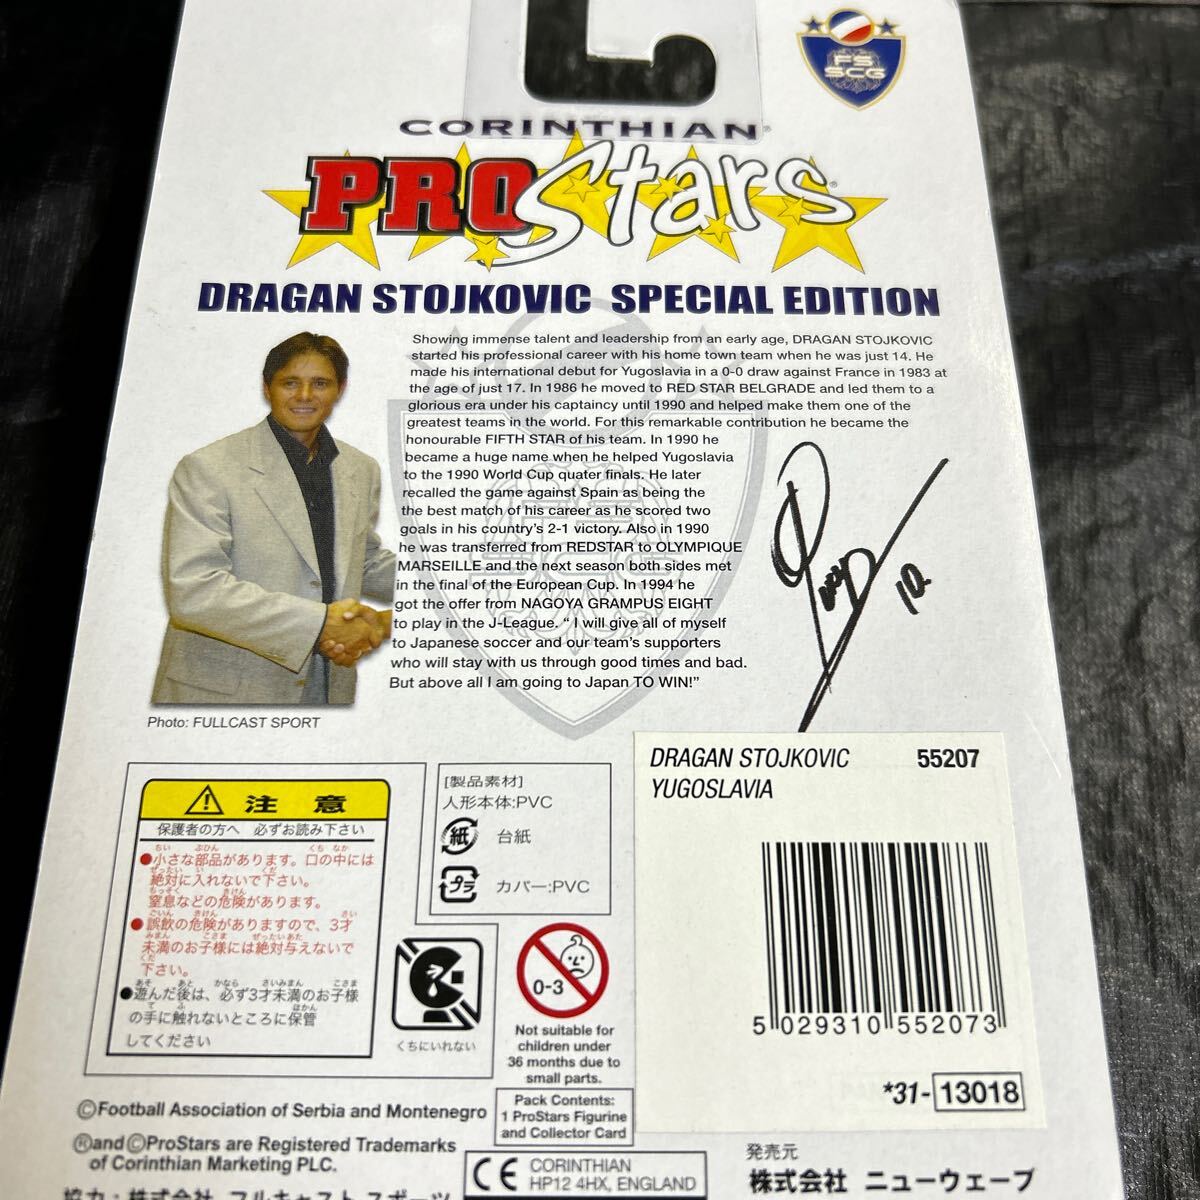 FS
SCG
CORINTHIAN®
PRO Stars®
DRAGAN STOJKOVIC SPECIAL EDITION
Showing immense talent and leadership from an early age, DRAGAN STOJKOVIC
started his professional career with his home town team when he was just 14. He
made his international debut for Yugoslavia in a 0-0 draw against France in 1983 at
the age of just 17. In 1986 he moved to RED STAR BELGRADE and led them to a
glorious era under his captaincy until 1990 and helped make them one of the
greatest teams in the world. For this remarkable contribution he became the
honourable FIFTH STAR of his team. In 1990 he
became a huge name when he helped Yugoslavia
to the 1990 World Cup quater finals. He later
recalled the game against Spain as being the
the best match of his career as he scored two
goals in his country's 2-1 victory. Also in 1990
he was transferred from REDSTAR to OLYMPIQUE
MARSEILLE and the next season both sides met
in the final of the European Cup. In 1994 he
got the offer from NAGOYA GRAMPUS EIGHT
to play in the J-League. “ I will give all of myself
to Japanese soccer and our team's supporters
who will stay with us through good times and bad.
But above all I am going to Japan TO WIN!”
10.
Photo: FULLCAST SPORT
DRAGAN STOJKOVIC 55207
YUGOSLAVIA
5 029310 552073
*31- 13018
注 意
保護者の方へ 必ずお読み下さい
●小さな部品があります。口の中には
絶対に入れないで下さい。
窒息などの危険があります。
●誤飲の危険がありますので、3才
未満のお子様には絶対与えないで
下さい。
●遊んだ後は、必ず3才未満のお子様
の手に触れないところに保管
してください
[製品素材]
人形本体:PVC
紙 台紙
プラ カバー:PVC
くちにいれない
0-3
Not suitable for
children under
36 months due to
small parts.
Pack Contents:
1 ProStars Figurine
and Collector Card
©Football Association of Serbia and Montenegro
®and©ProStars are Registered Trademarks
of Corinthian Marketing PLC.
CE CORINTHIAN
HP12 4HX, ENGLAND
発売元
株式会社 ニューウェーブ
協力：株式会社 フルキャストスポーツ